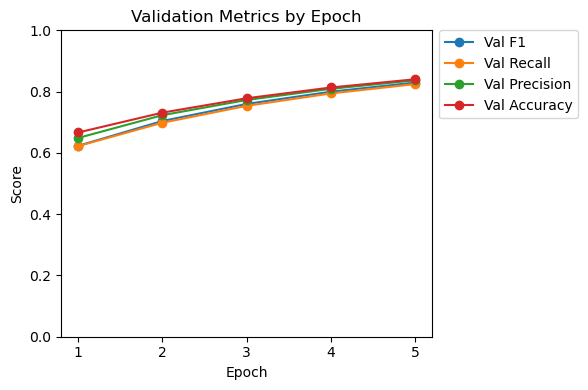 Validation Metrics by Epoch
1.0
0.8
0.6
0.4
0.2
0.0
Score
1 2 3 4 5
Epoch
Val F1
Val Recall
Val Precision
Val Accuracy